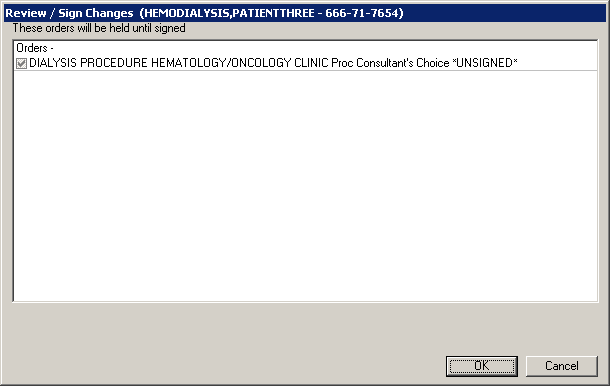 Review / Sign Changes (HEMODIALYSIS,PATIENTTHREE - 666-71-7654)
These orders will be held until signed
Orders -
DIALYSIS PROCEDURE HEMATOLOGY/ONCOLOGY CLINIC Proc Consultant's Choice *UNSIGNED*
OK Cancel